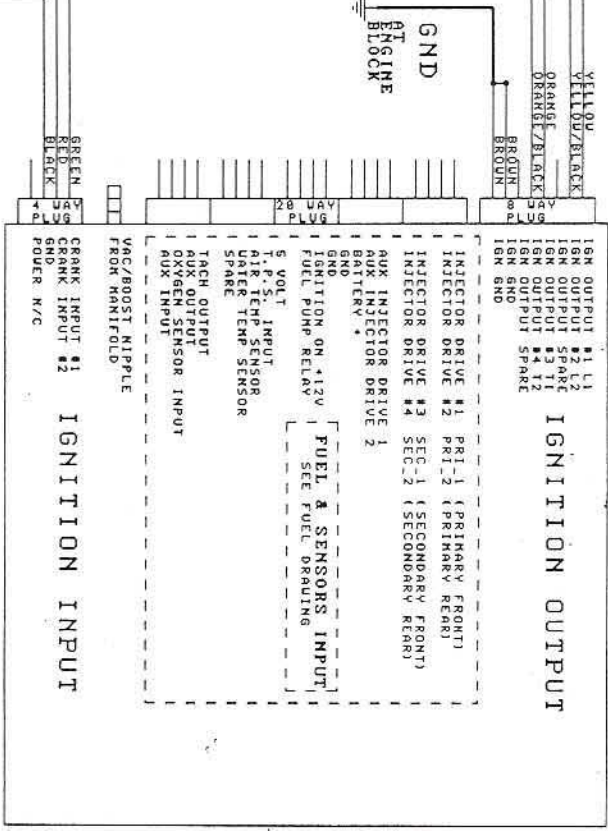 YELLOW
YELLOW/BLACK
ORANGE
ORANGE/BLACK
BROWN
BROWN
GND
AT
ENGINE
BLOCK
8 WAY
PLUG
IGN OUTPUT #1 L1
IGN OUTPUT #2 L2
IGN OUTPUT SPARE
IGN OUTPUT #3 T1
IGN OUTPUT #4 T2
IGN OUTPUT SPARE
IGN GND
IGN GND
IGNITION OUTPUT
20 WAY
PLUG
INJECTOR DRIVE #1 PRI_1 (PRIMARY FRONT)
INJECTOR DRIVE #2 PRI_2 (PRIMARY REAR)
INJECTOR DRIVE #3 SEC_1 (SECONDARY FRONT)
INJECTOR DRIVE #4 SEC_2 (SECONDARY REAR)
AUX INJECTOR DRIVE 1
AUX INJECTOR DRIVE 2
BATTERY +
GND
GND
IGNITION ON +12V
FUEL PUMP RELAY
FUEL & SENSORS INPUT
SEE FUEL DRAWING
5 VOLT
T.P.S. INPUT
AIR TEMP SENSOR
WATER TEMP SENSOR
SPARE
TACH OUTPUT
AUX OUTPUT
OXYGEN SENSOR INPUT
AUX INPUT
VAC/BOOST NIPPLE
FROM MANIFOLD
GREEN
RED
BLACK
4 WAY
PLUG
CRANK INPUT #1
CRANK INPUT #2
GND
POWER N/C
IGNITION INPUT